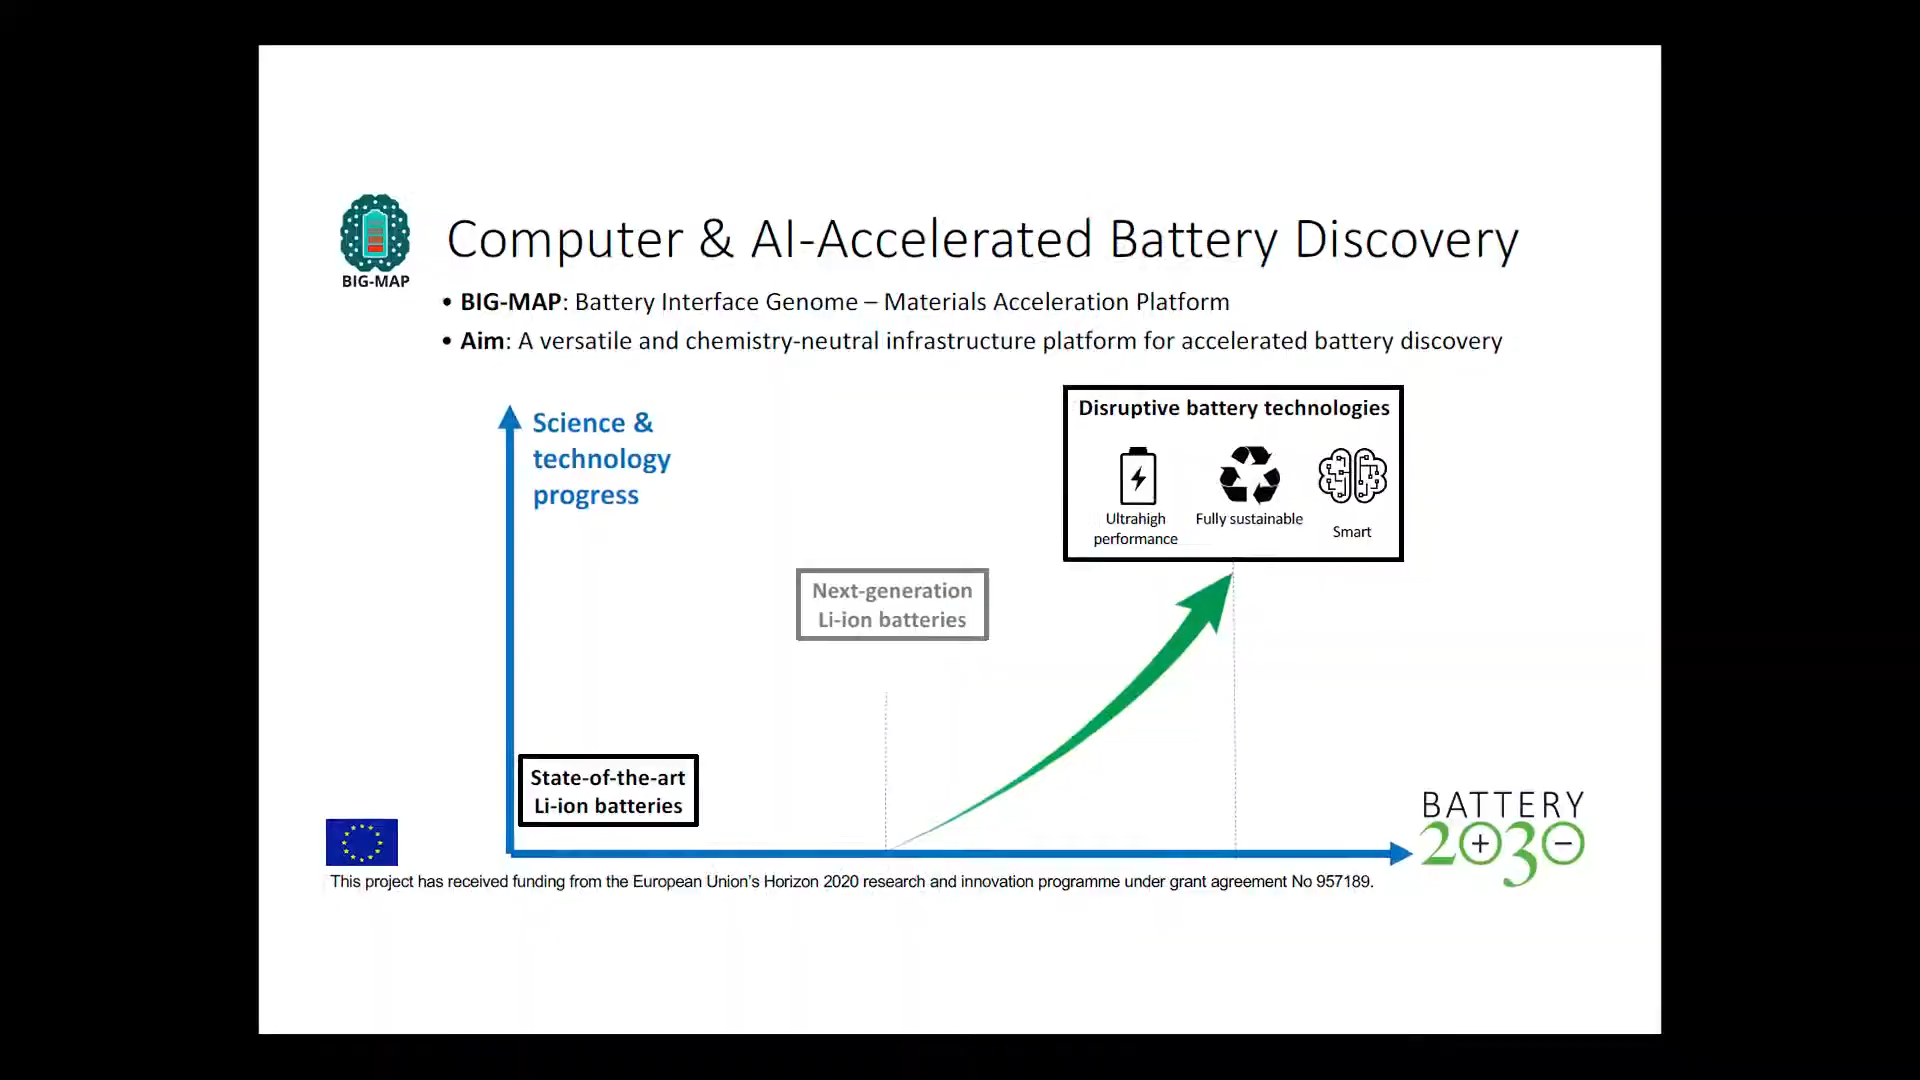 Computer & AI-Accelerated Battery Discovery
BIG-MAP
• BIG-MAP: Battery Interface Genome – Materials Acceleration Platform
• Aim: A versatile and chemistry-neutral infrastructure platform for accelerated battery discovery
Science &
technology
progress
Disruptive battery technologies
Ultrahigh
performance
Fully sustainable
Smart
Next-generation
Li-ion batteries
State-of-the-art
Li-ion batteries
BATTERY
2030
This project has received funding from the European Union’s Horizon 2020 research and innovation programme under grant agreement No 957189.